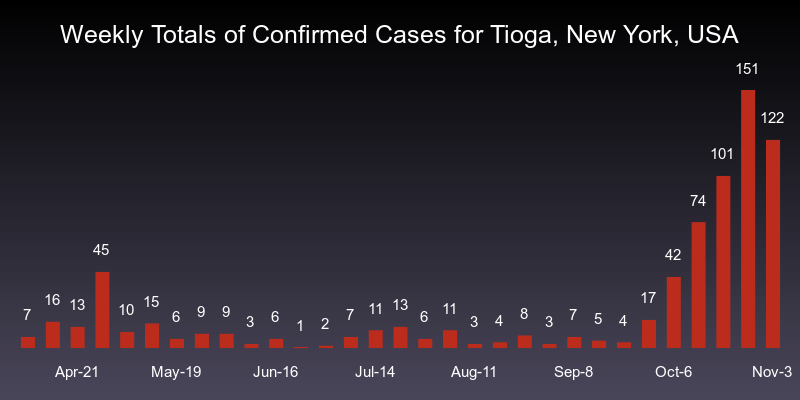 Weekly Totals of Confirmed Cases for Tioga, New York, USA
7 16 13 45 10 15 6 9 9 3 6 1 2 7 11 13 6 11 3 4 8 3 7 5 4 17 42 74 101 151 122
Apr-21 May-19 Jun-16 Jul-14 Aug-11 Sep-8 Oct-6 Nov-3